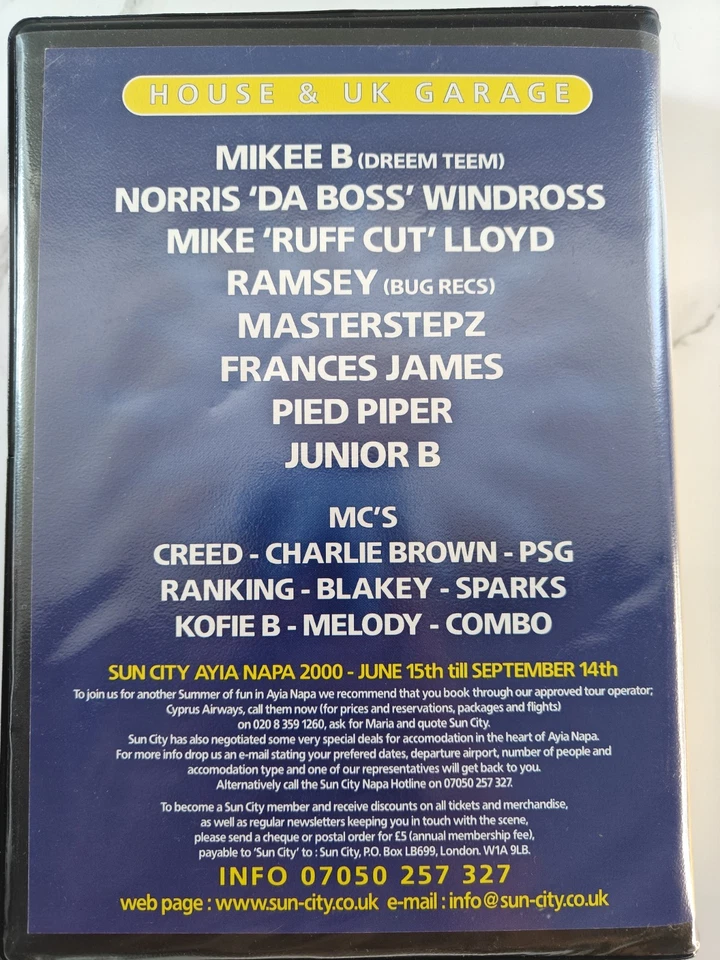 HOUSE & UK GARAGE
MIKEE B (DREEM TEEM)
NORRIS ‘DA BOSS’ WINDROSS
MIKE ‘RUFF CUT’ LLOYD
RAMSEY (BUG RECS)
MASTERSTEPZ
FRANCES JAMES
PIED PIPER
JUNIOR B
MC’S
CREED - CHARLIE BROWN - PSG
RANKING - BLAKEY - SPARKS
KOFIE B - MELODY - COMBO
SUN CITY AYIA NAPA 2000 - JUNE 15th till SEPTEMBER 14th
To join us for another Summer of fun in Ayia Napa we recommend that you book through our approved tour operator;
Cyprus Airways, call them now (for prices and reservations, packages and flights)
on 020 8 359 1260, ask for Maria and quote Sun City.
Sun City has also negotiated some very special deals for accomodation in the heart of Ayia Napa.
For more info drop us an e-mail stating your prefered dates, departure airport, number of people and
accomodation type and one of our representatives will get back to you.
Alternatively call the Sun City Napa Hotline on 07050 257 327.
To become a Sun City member and receive discounts on all tickets and merchandise,
as well as regular newsletters keeping you in touch with the scene,
please send a cheque or postal order for £5 (annual membership fee),
payable to ‘Sun City’ to : Sun City, P.O. Box LB699, London. W1A 9LB.
INFO 07050 257 327
web page : www.sun-city.co.uk e-mail : info@sun-city.co.uk